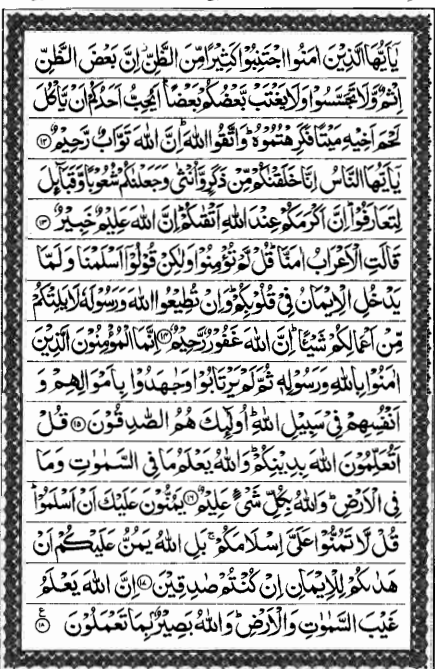 يٰۤاَيُّهَا الَّذِيۡنَ اٰمَنُوا اجۡتَنِبُوۡا كَثِيۡرًا مِّنَ الظَّنِّ ۖ اِنَّ بَعۡضَ الظَّنِّ
اِثۡمٌ وَّلَا تَجَسَّسُوۡا وَلَا يَغۡتَبْ بَّعۡضُكُمۡ بَعۡضًا ؕ اَيُحِبُّ اَحَدُكُمۡ اَنۡ يَّاۡكُلَ
لَحۡمَ اَخِيۡهِ مَيۡتًا فَكَرِهۡتُمُوۡهُ ؕ وَاتَّقُوا اللّٰهَ ؕ اِنَّ اللّٰهَ تَوَّابٌ رَّحِيۡمٌ ﴿۱۲﴾
يٰۤاَيُّهَا النَّاسُ اِنَّا خَلَقۡنٰكُمۡ مِّنۡ ذَكَرٍ وَّاُنۡثٰى وَجَعَلۡنٰكُمۡ شُعُوۡبًا وَّقَبَآئِلَ
لِتَعَارَفُوۡا ؕ اِنَّ اَكۡرَمَكُمۡ عِنۡدَ اللّٰهِ اَتۡقٰٮكُمۡ ؕ اِنَّ اللّٰهَ عَلِيۡمٌ خَبِيۡرٌ ﴿۱۳﴾
قَالَتِ الۡاَعۡرَابُ اٰمَنَّا ؕ قُلْ لَّمۡ تُؤۡمِنُوۡا وَلٰـكِنۡ قُوۡلُوۡۤا اَسۡلَمۡنَا وَلَمَّا
يَدۡخُلِ الۡاِيۡمَانُ فِىۡ قُلُوۡبِكُمۡ ؕ وَاِنۡ تُطِيۡعُوا اللّٰهَ وَرَسُوۡلَهٗ لَا يَلِتۡكُمۡ
مِّنۡ اَعۡمَالِكُمۡ شَيۡـًٔا ؕ اِنَّ اللّٰهَ غَفُوۡرٌ رَّحِيۡمٌ ﴿۱۴﴾ اِنَّمَا الۡمُؤۡمِنُوۡنَ الَّذِيۡنَ
اٰمَنُوۡا بِاللّٰهِ وَرَسُوۡلِهٖ ثُمَّ لَمۡ يَرۡتَابُوۡا وَجَاهَدُوۡا بِاَمۡوَالِهِمۡ وَ
اَنۡفُسِهِمۡ فِىۡ سَبِيۡلِ اللّٰهِ ؕ اُولٰٓئِكَ هُمُ الصّٰدِقُوۡنَ ﴿۱۵﴾ قُلۡ
اَتُعَلِّمُوۡنَ اللّٰهَ بِدِيۡنِكُمۡ ؕ وَاللّٰهُ يَعۡلَمُ مَا فِى السَّمٰوٰتِ وَمَا
فِى الۡاَرۡضِ ؕ وَاللّٰهُ بِكُلِّ شَىۡءٍ عَلِيۡمٌ ﴿۱۶﴾ يَمُنُّوۡنَ عَلَيۡكَ اَنۡ اَسۡلَمُوۡا ؕ
قُلْ لَّا تَمُنُّوۡا عَلَىَّ اِسۡلَامَكُمۡ ۚ بَلِ اللّٰهُ يَمُنُّ عَلَيۡكُمۡ اَنۡ
هَدٰٮكُمۡ لِلۡاِيۡمَانِ اِنۡ كُنۡتُمۡ صٰدِقِيۡنَ ﴿۱۷﴾ اِنَّ اللّٰهَ يَعۡلَمُ
غَيۡبَ السَّمٰوٰتِ وَالۡاَرۡضِ ؕ وَاللّٰهُ بَصِيۡرٌۢ بِمَا تَعۡمَلُوۡنَ ﴿۱۸﴾